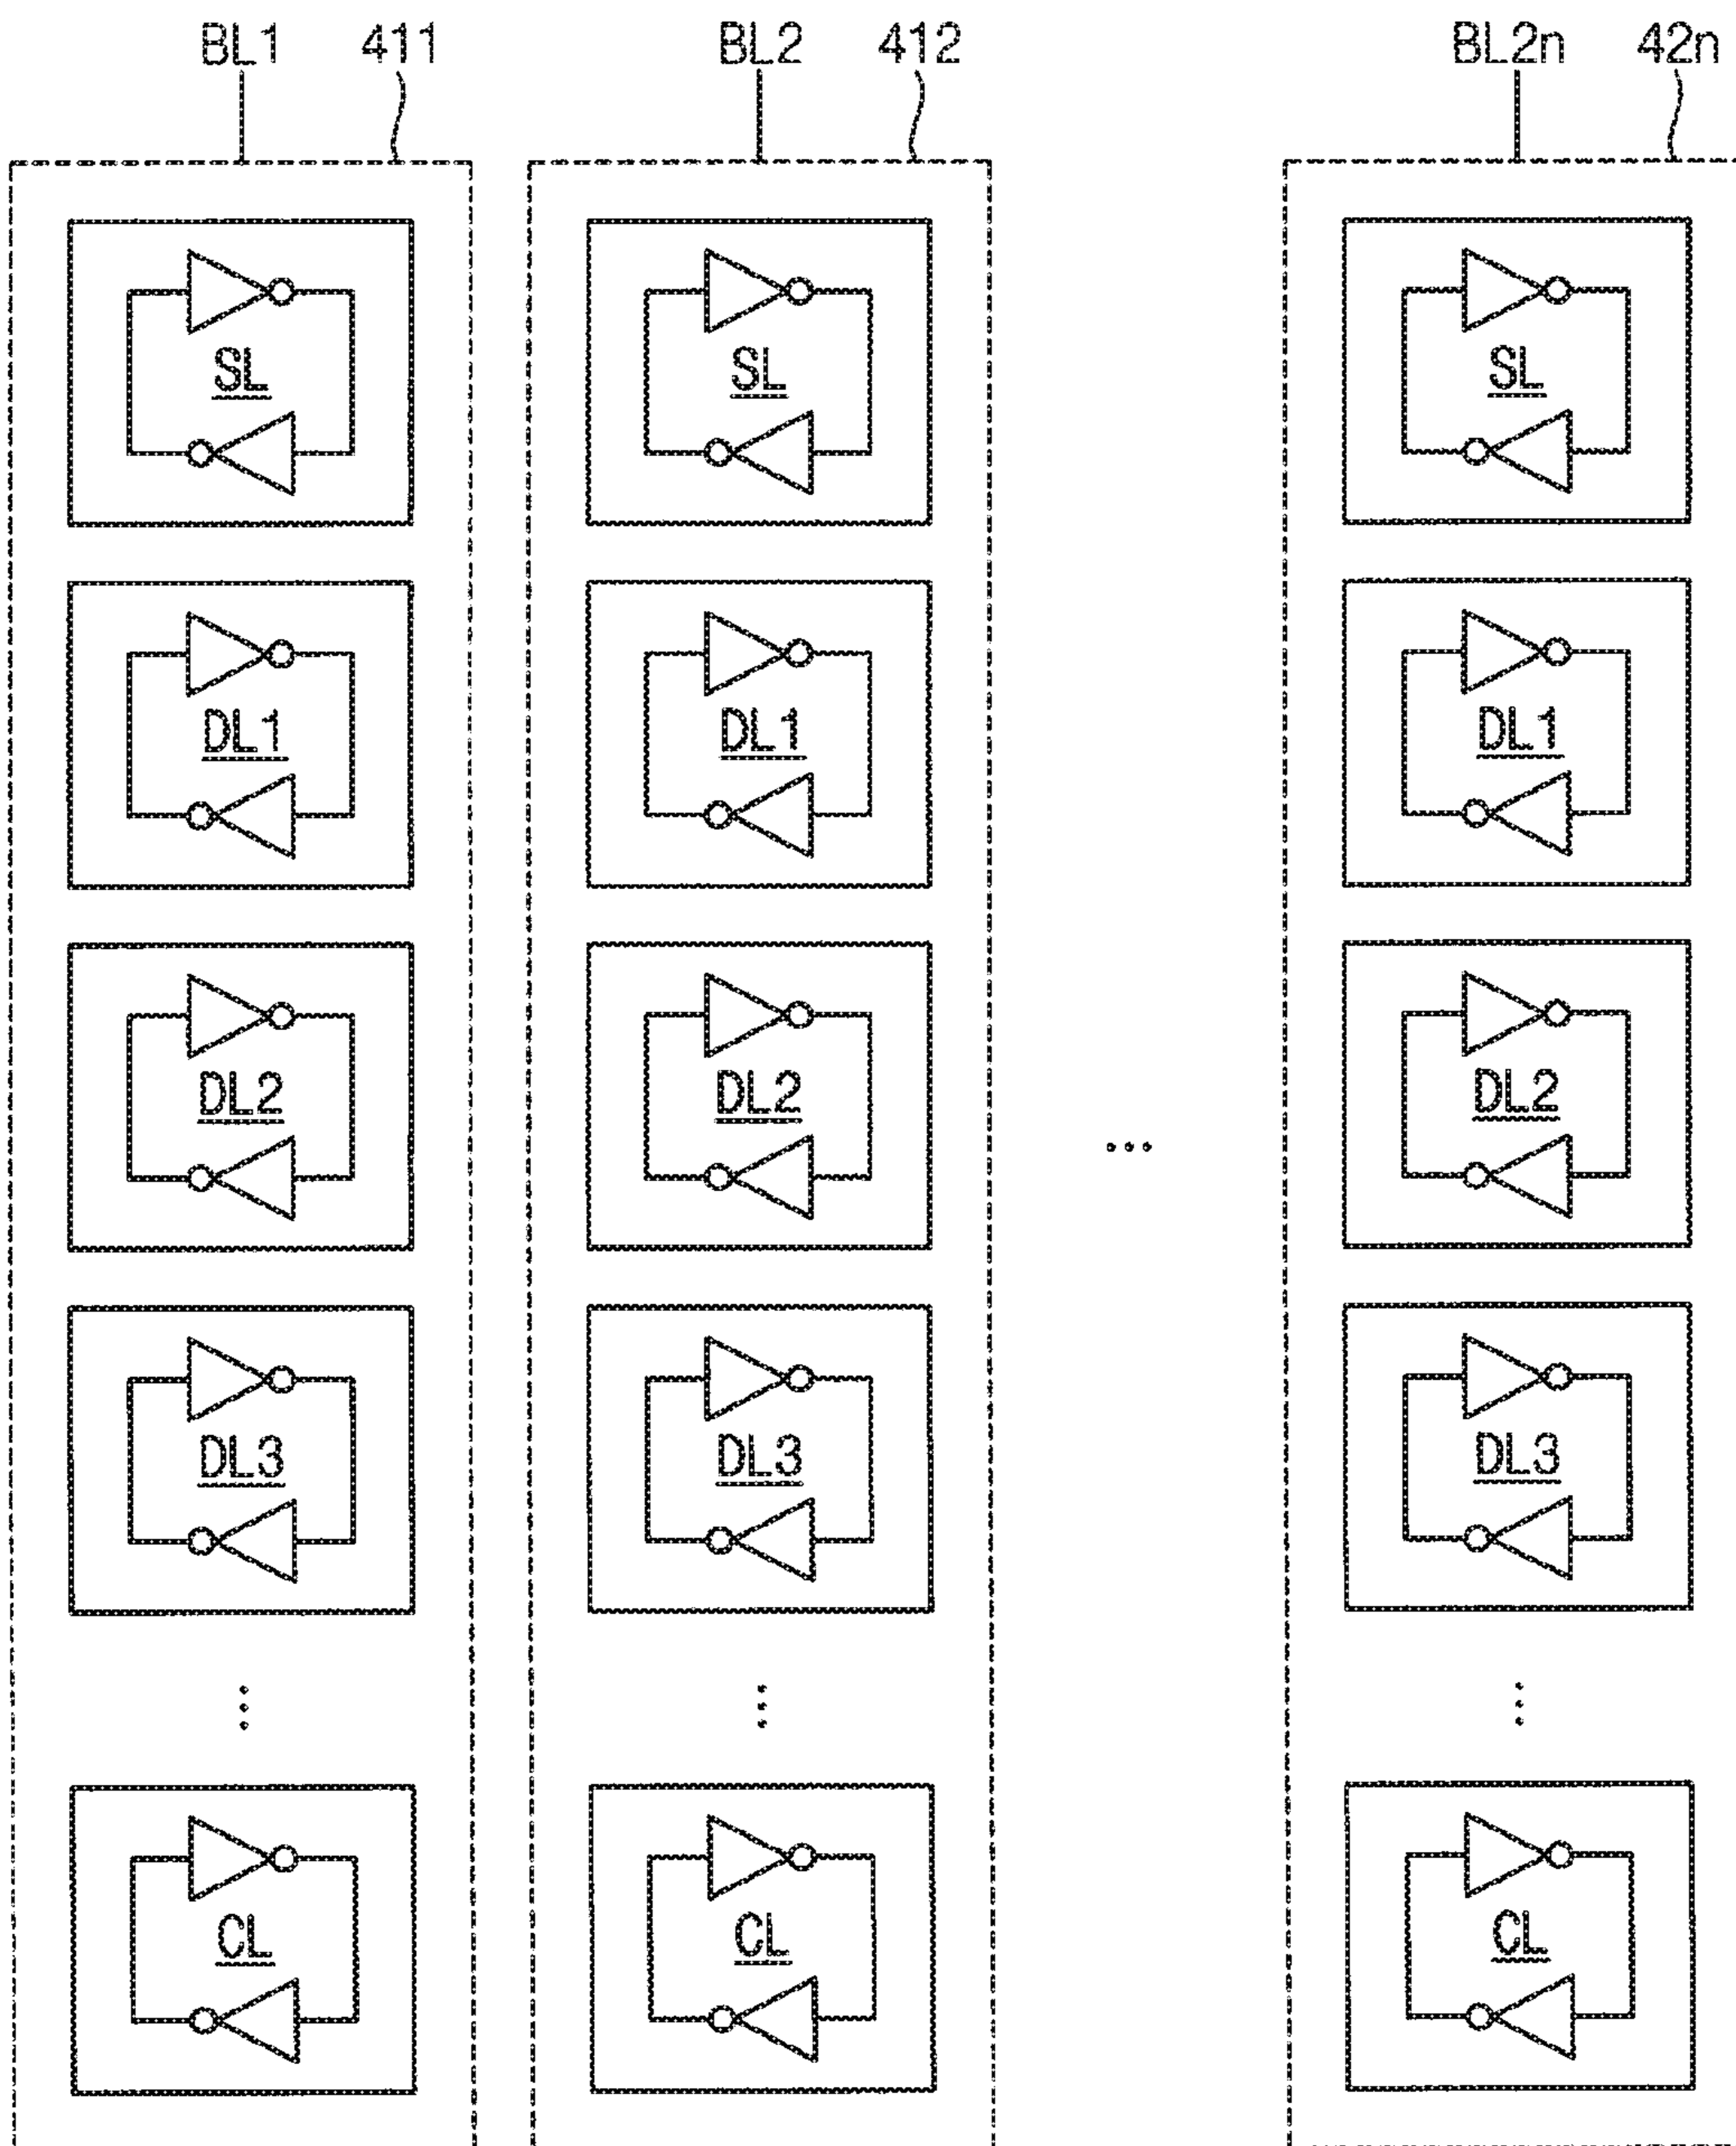 BL1 411 BL2 412 BL2n 42n
SL SL SL
DL1 DL1 DL1
DL2 DL2 DL2
...
DL3 DL3 DL3
CL CL CL